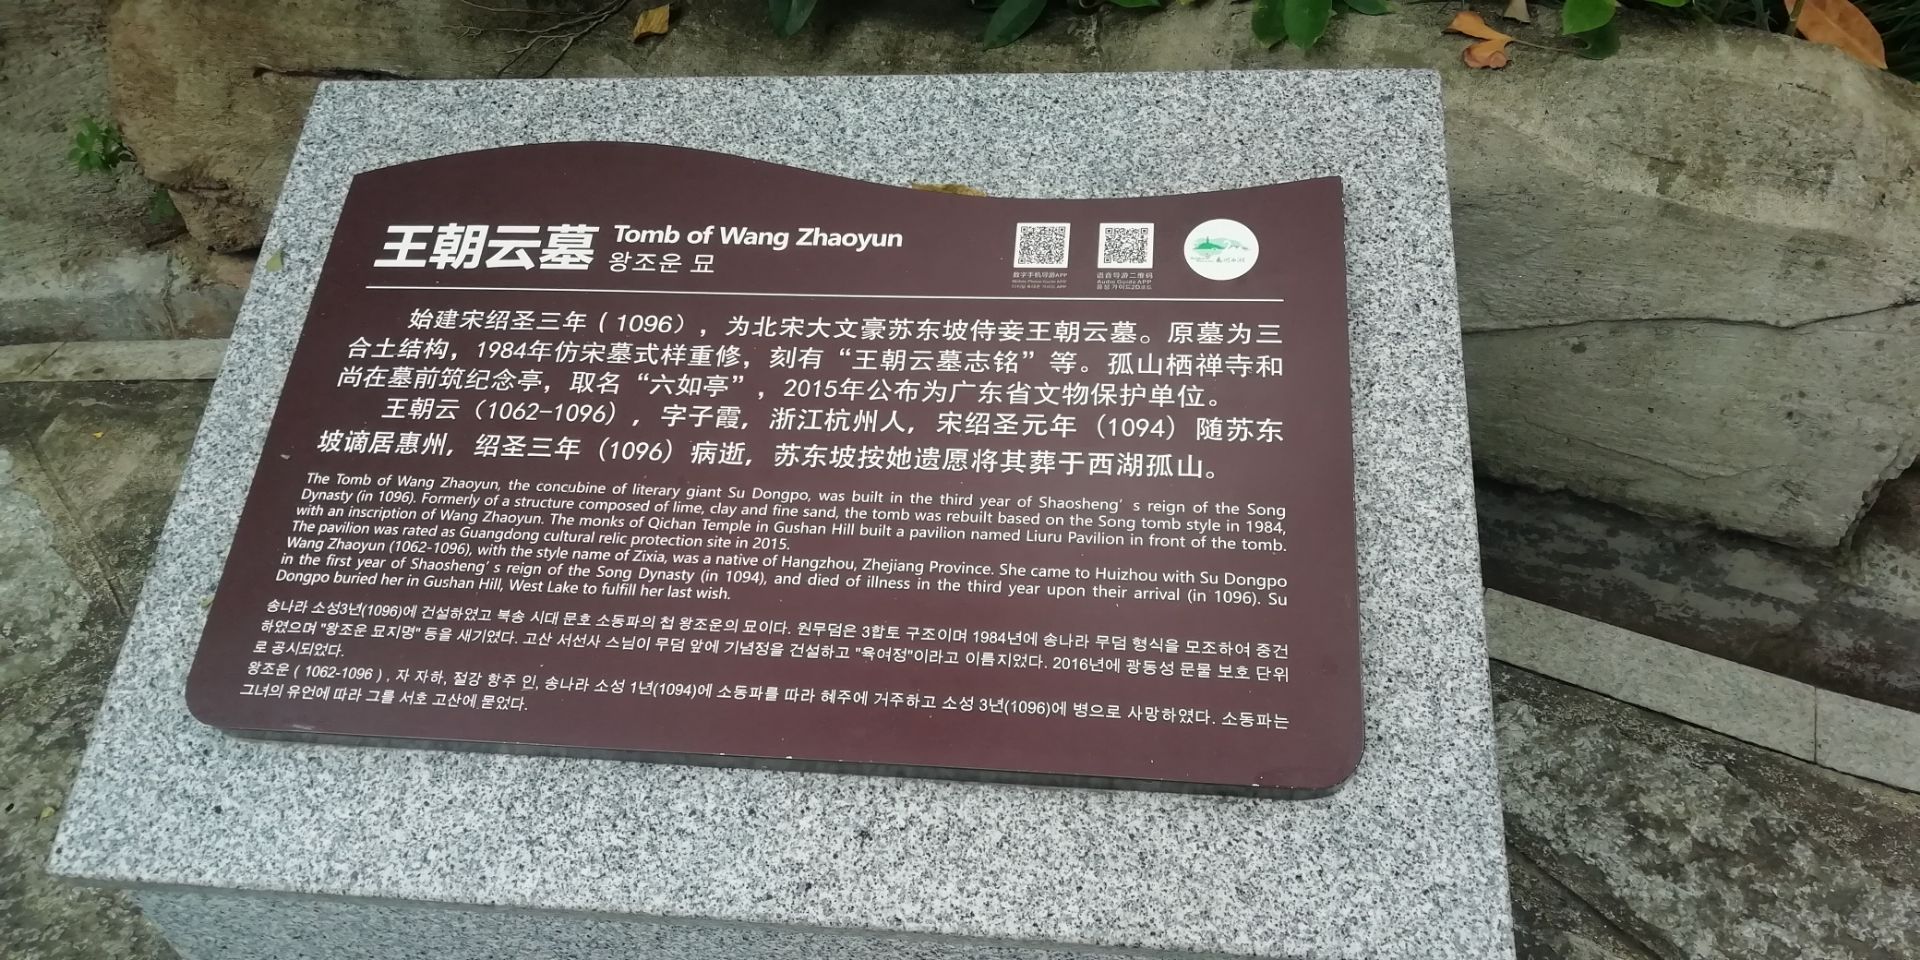 王朝云墓
Tomb of Wang Zhaoyun
왕조운 묘
数字手机导游APP
语音导游二维码
Audio Guide APP
惠州西湖
始建宋绍圣三年（1096），为北宋大文豪苏东坡侍妾王朝云墓。原墓为三
合土结构，1984年仿宋墓式样重修，刻有“王朝云墓志铭”等。孤山栖禅寺和
尚在墓前筑纪念亭，取名“六如亭”，2015年公布为广东省文物保护单位。
王朝云（1062-1096），字子霞，浙江杭州人，宋绍圣元年（1094）随苏东
坡谪居惠州，绍圣三年（1096）病逝，苏东坡按她遗愿将其葬于西湖孤山。
The Tomb of Wang Zhaoyun, the concubine of literary giant Su Dongpo, was built in the third year of Shaosheng’ s reign of the Song
Dynasty (in 1096). Formerly of a structure composed of lime, clay and fine sand, the tomb was rebuilt based on the Song tomb style in 1984,
with an inscription of Wang Zhaoyun. The monks of Qichan Temple in Gushan Hill built a pavilion named Liuru Pavilion in front of the tomb.
The pavilion was rated as Guangdong cultural relic protection site in 2015.
Wang Zhaoyun (1062-1096), with the style name of Zixia, was a native of Hangzhou, Zhejiang Province. She came to Huizhou with Su Dongpo
in the first year of Shaosheng’ s reign of the Song Dynasty (in 1094), and died of illness in the third year upon their arrival (in 1096). Su
Dongpo buried her in Gushan Hill, West Lake to fulfill her last wish.
송나라 소성3년(1096)에 건설하였고 북송 시대 문호 소동파의 첩 왕조운의 묘이다. 원무덤은 3합토 구조이며 1984년에 송나라 무덤 형식을 모조하여 중건
하였으며 "왕조운 묘지명" 등을 새기였다. 고산 서선사 스님이 무덤 앞에 기념정을 건설하고 "육여정"이라고 이름지었다. 2016년에 광동성 문물 보호 단위
로 공시되었다.
왕조운 ( 1062-1096 ) , 자 자하, 절강 항주 인, 송나라 소성 1년(1094)에 소동파를 따라 혜주에 거주하고 소성 3년(1096)에 병으로 사망하였다. 소동파는
그녀의 유언에 따라 그를 서호 고산에 묻었다.